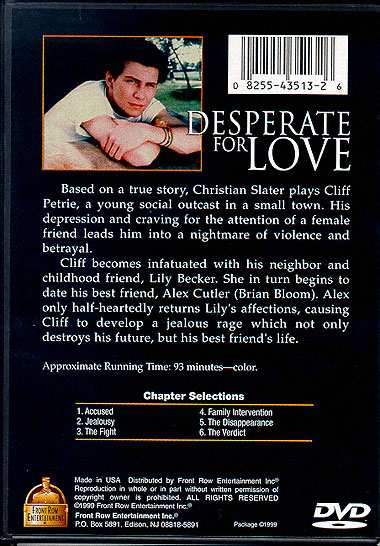 0 8255-43513-2 6
DESPERATE
FOR LOVE
Based on a true story, Christian Slater plays Cliff
Petrie, a young social outcast in a small town. His
depression and craving for the attention of a female
friend leads him into a nightmare of violence and
betrayal.
Cliff becomes infatuated with his neighbor and
childhood friend, Lily Becker. She in turn begins to
date his best friend, Alex Cutler (Brian Bloom). Alex
only half-heartedly returns Lily's affections, causing
Cliff to develop a jealous rage which not only
destroys his future, but his best friend's life.
Approximate Running Time: 93 minutes—color.
Chapter Selections
1. Accused
2. Jealousy
3. The Fight
4. Family Intervention
5. The Disappearance
6. The Verdict
FRONT ROW
ENTERTAINMENT
Made in USA Distributed by Front Row Entertainment Inc®
Reproduction in whole or in part without written permission of
copyright owner is prohibited. ALL RIGHTS RESERVED
©1999 Front Row Entertainment Inc.®
Front Row Entertainment Inc.
P.O. Box 5891, Edison, NJ 08818-5891
Package ©1999
DVD